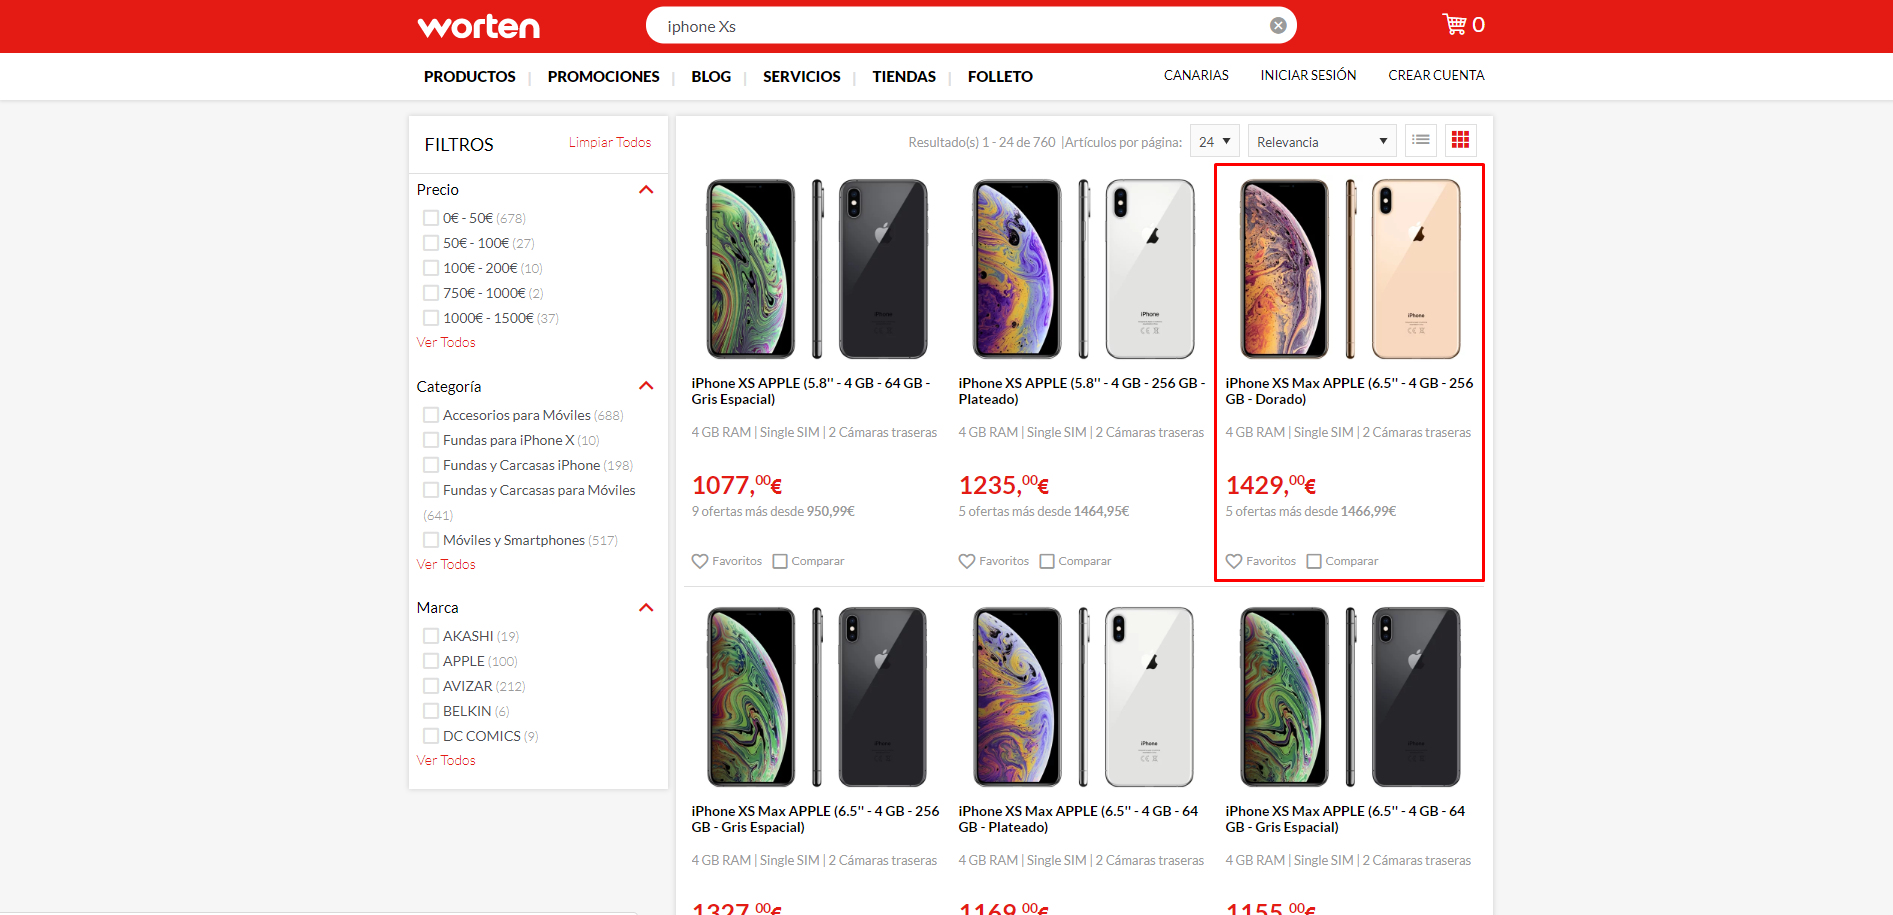 worten
iphone Xs
0
PRODUCTOS | PROMOCIONES | BLOG | SERVICIOS | TIENDAS | FOLLETO
CANARIAS INICIAR SESIÓN CREAR CUENTA
FILTROS Limpiar Todos
Precio
0€ - 50€ (678)
50€ - 100€ (27)
100€ - 200€ (10)
750€ - 1000€ (2)
1000€ - 1500€ (37)
Ver Todos
Categoría
Accesorios para Móviles (688)
Fundas para iPhone X (10)
Fundas y Carcasas iPhone (198)
Fundas y Carcasas para Móviles
(641)
Móviles y Smartphones (517)
Ver Todos
Marca
AKASHI (19)
APPLE (100)
AVIZAR (212)
BELKIN (6)
DC COMICS (9)
Ver Todos
Resultado(s) 1 - 24 de 760 |Artículos por página: 24 Relevancia
iPhone
iPhone XS APPLE (5.8'' - 4 GB - 64 GB -
Gris Espacial)
4 GB RAM | Single SIM | 2 Cámaras traseras
1077,00€
9 ofertas más desde 950,99€
Favoritos Comparar
iPhone
iPhone XS APPLE (5.8'' - 4 GB - 256 GB -
Plateado)
4 GB RAM | Single SIM | 2 Cámaras traseras
1235,00€
5 ofertas más desde 1464,95€
Favoritos Comparar
iPhone
iPhone XS Max APPLE (6.5'' - 4 GB - 256
GB - Dorado)
4 GB RAM | Single SIM | 2 Cámaras traseras
1429,00€
5 ofertas más desde 1466,99€
Favoritos Comparar
iPhone
iPhone XS Max APPLE (6.5'' - 4 GB - 256
GB - Gris Espacial)
4 GB RAM | Single SIM | 2 Cámaras traseras
1327,00€
iPhone
iPhone XS Max APPLE (6.5'' - 4 GB - 64
GB - Plateado)
4 GB RAM | Single SIM | 2 Cámaras traseras
1169,00€
iPhone
iPhone XS Max APPLE (6.5'' - 4 GB - 64
GB - Gris Espacial)
4 GB RAM | Single SIM | 2 Cámaras traseras
1155,00€